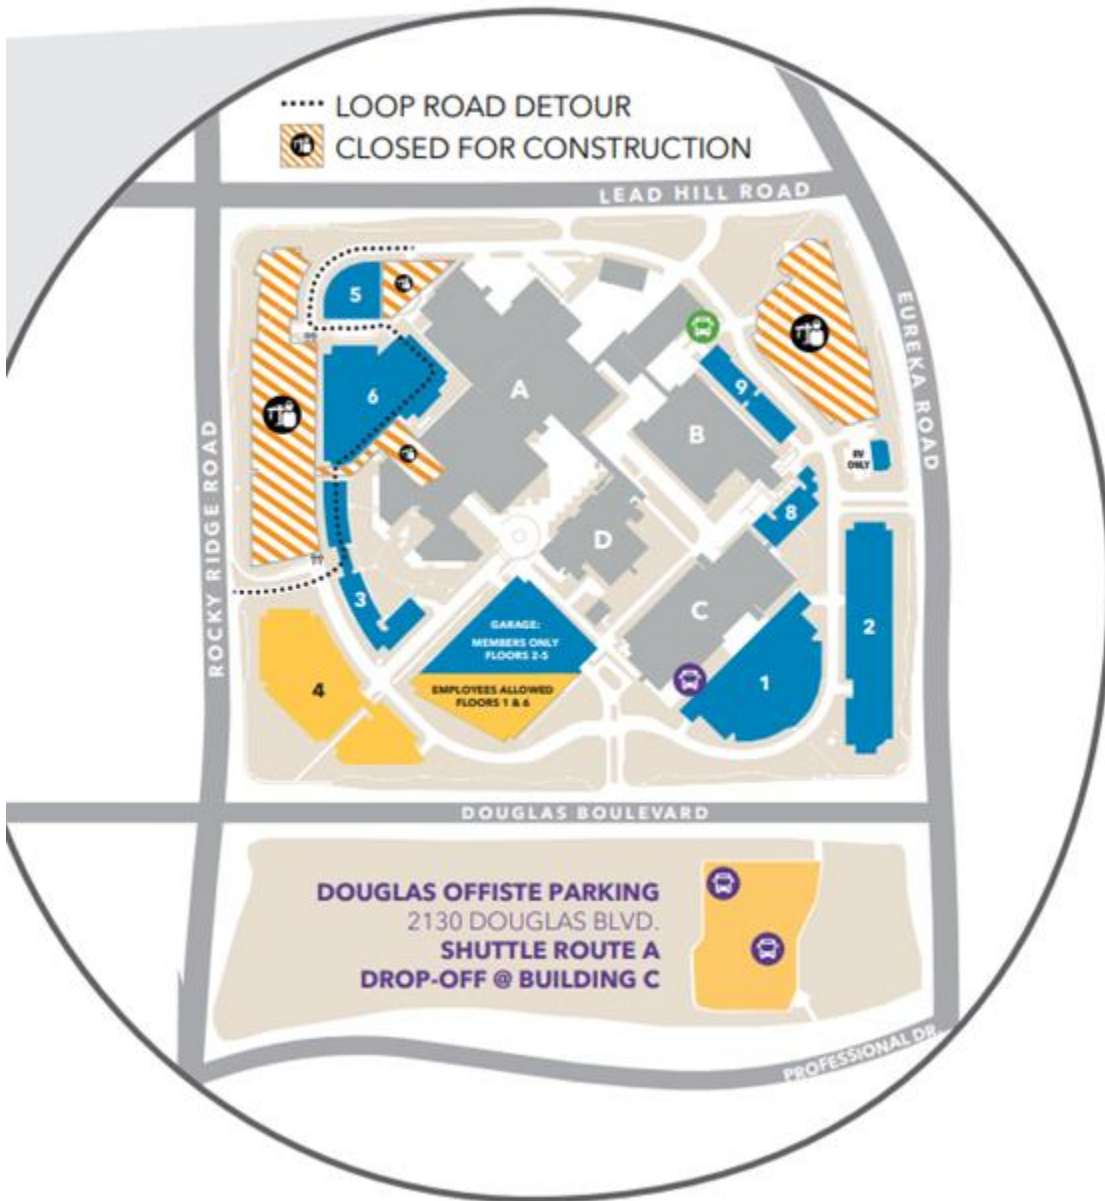 LOOP ROAD DETOUR
CLOSED FOR CONSTRUCTION
LEAD HILL ROAD
EUREKA ROAD
ROCKY RIDGE ROAD
5
6
A
9
B
EV
ONLY
8
D
3
C
2
1
4
GARAGE:
MEMBERS ONLY
FLOORS 2-5
EMPLOYEES ALLOWED
FLOORS 1 & 6
DOUGLAS BOULEVARD
DOUGLAS OFFISTE PARKING
2130 DOUGLAS BLVD.
SHUTTLE ROUTE A
DROP-OFF @ BUILDING C
PROFESSIONAL DR.